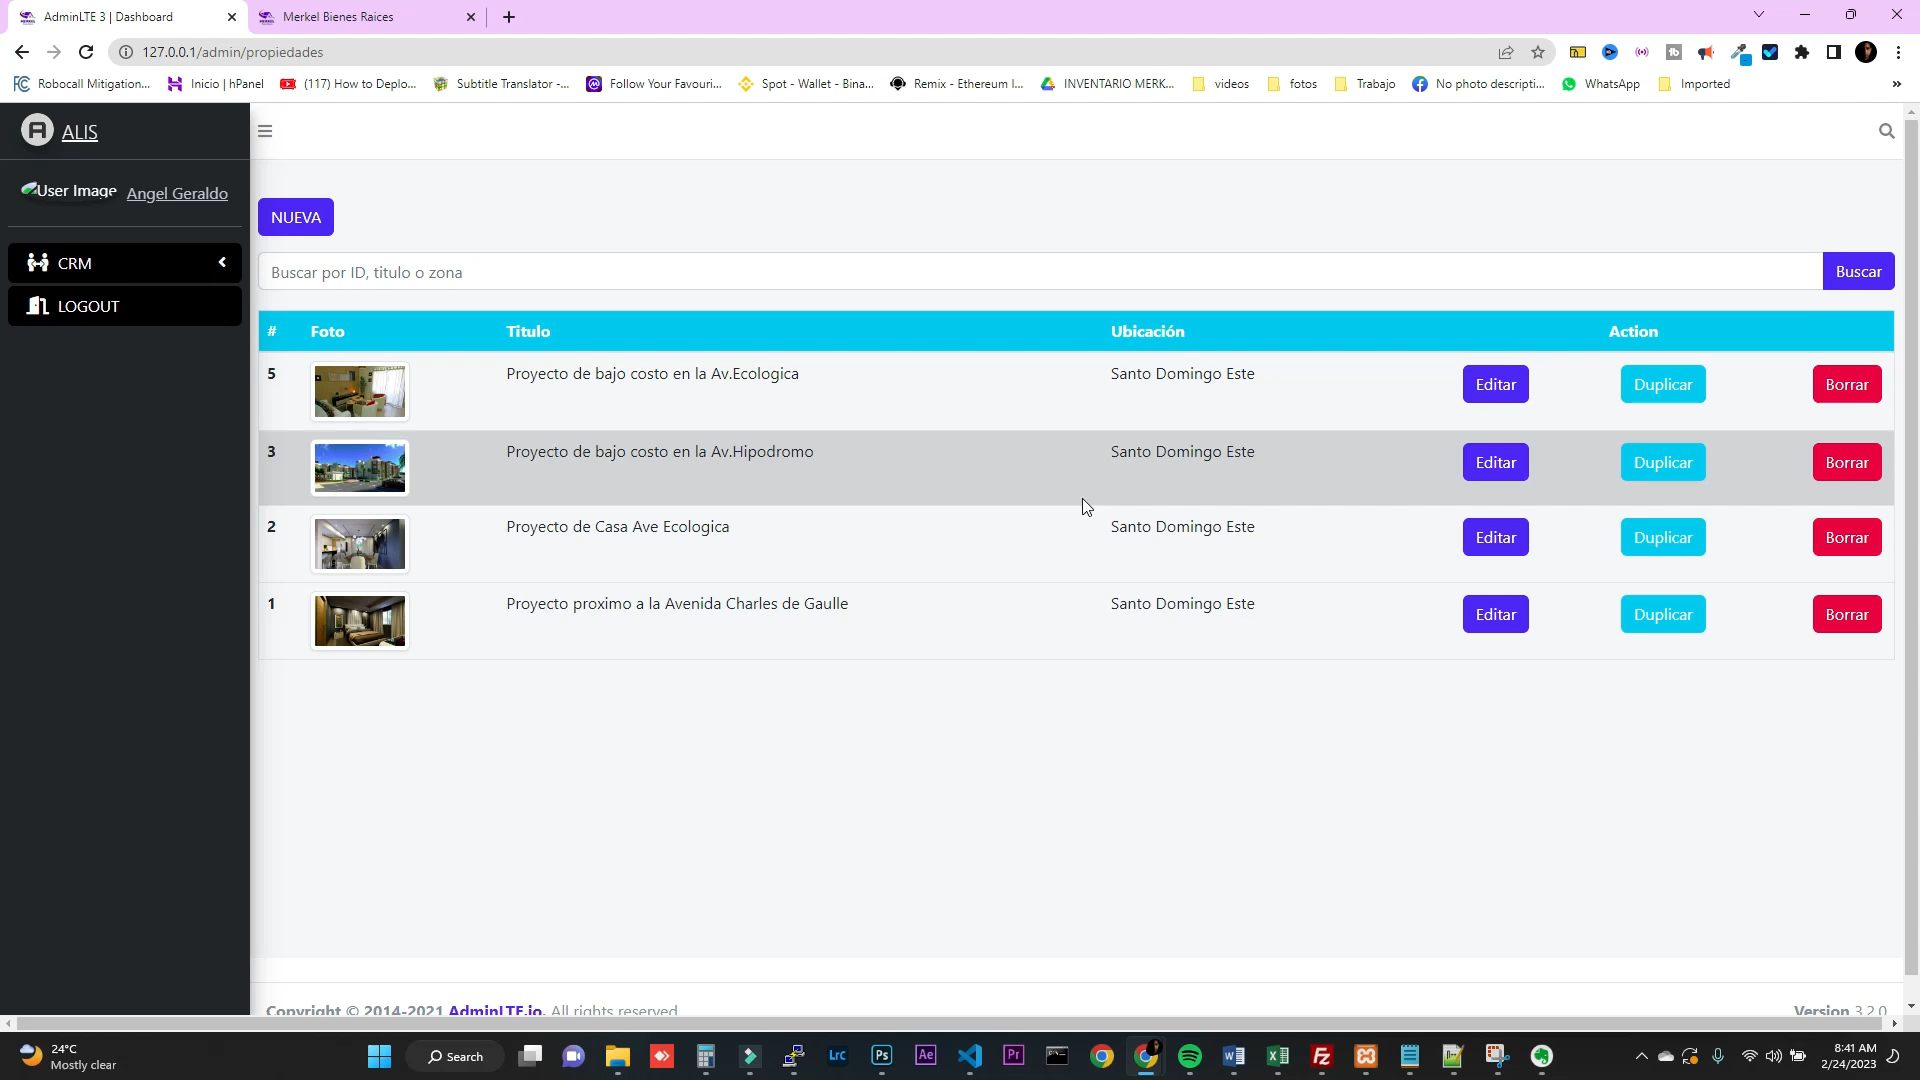 AdminLTE 3 | Dashboard
Merkel Bienes Raices
127.0.0.1/admin/propiedades
Robocall Mitigation...
Inicio | hPanel
(117) How to Deplo...
Subtitle Translator -...
Follow Your Favouri...
Spot - Wallet - Bina...
Remix - Ethereum I...
INVENTARIO MERK...
videos
fotos
Trabajo
No photo descripti...
WhatsApp
Imported
»
ALIS
User Image
Angel Geraldo
CRM
LOGOUT
NUEVA
Buscar por ID, titulo o zona
Buscar
# Foto Titulo Ubicación Action
5 Proyecto de bajo costo en la Av.Ecologica Santo Domingo Este Editar Duplicar Borrar
3 Proyecto de bajo costo en la Av.Hipodromo Santo Domingo Este Editar Duplicar Borrar
2 Proyecto de Casa Ave Ecologica Santo Domingo Este Editar Duplicar Borrar
1 Proyecto proximo a la Avenida Charles de Gaulle Santo Domingo Este Editar Duplicar Borrar
Copyright © 2014-2021 AdminLTE.io. All rights reserved
Version 3.2.0
24°C
Mostly clear
Search
Lrc
Ps
Ae
Pr
8:41 AM
2/24/2023